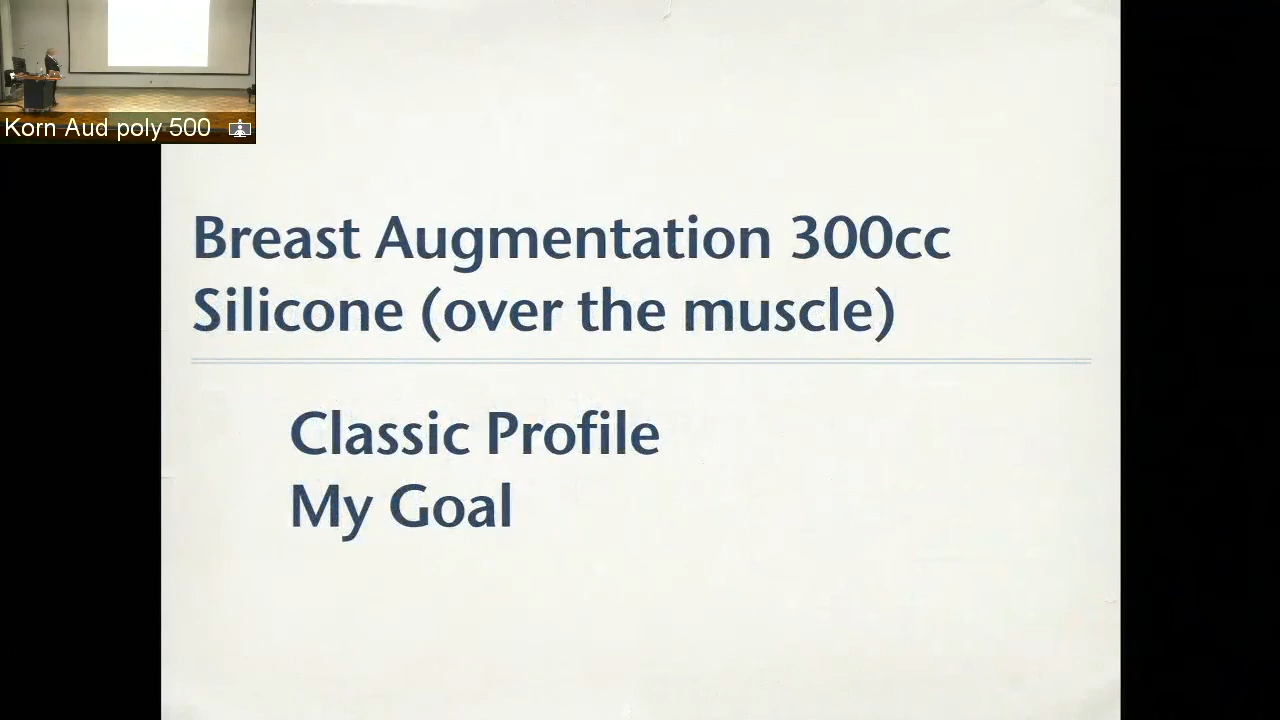 Korn Aud poly 500
Breast Augmentation 300cc
Silicone (over the muscle)
Classic Profile
My Goal